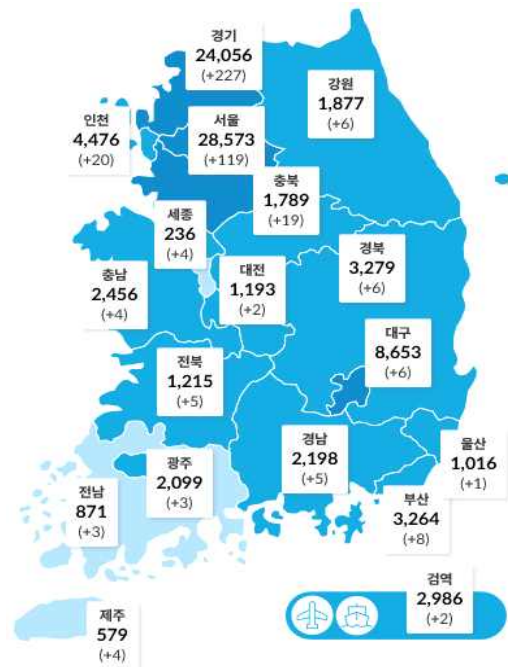 경기
24,056
(+227)
강원
1,877
(+6)
인천
4,476
(+20)
서울
28,573
(+119)
충북
1,789
(+19)
세종
236
(+4)
경북
3,279
(+6)
충남
2,456
(+4)
대전
1,193
(+2)
대구
8,653
(+6)
전북
1,215
(+5)
경남
2,198
(+5)
울산
1,016
(+1)
광주
2,099
(+3)
전남
871
(+3)
부산
3,264
(+8)
검역
2,986
(+2)
제주
579
(+4)